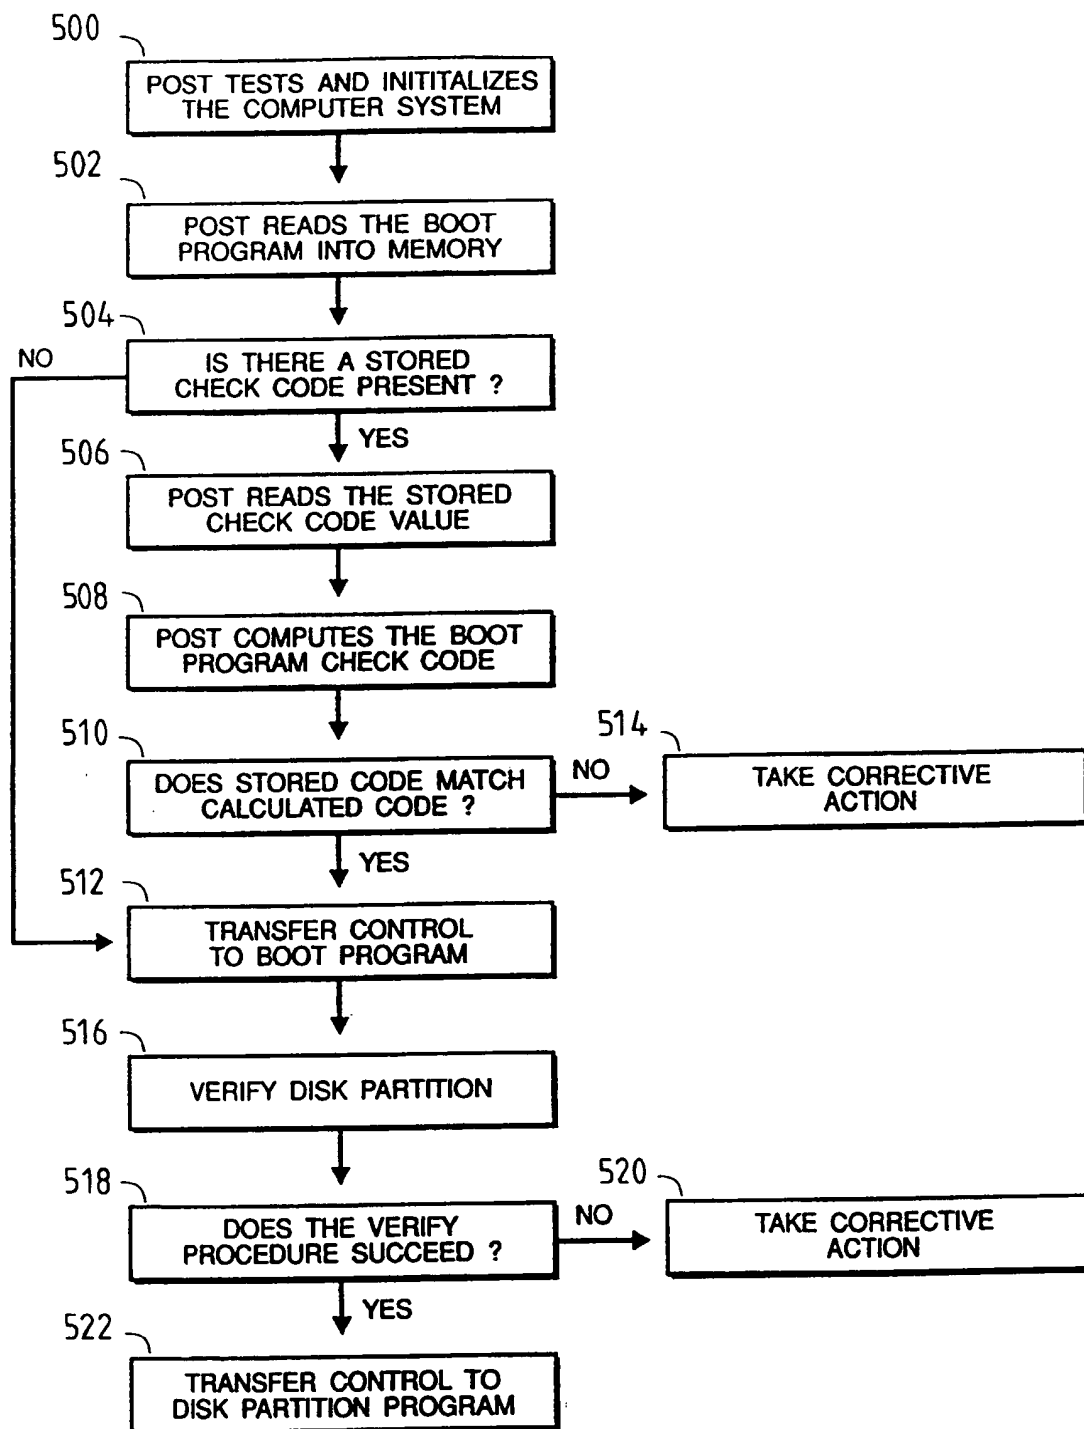 500
POST TESTS AND INITITALIZES
THE COMPUTER SYSTEM
502
POST READS THE BOOT
PROGRAM INTO MEMORY
504
NO
IS THERE A STORED
CHECK CODE PRESENT ?
YES
506
POST READS THE STORED
CHECK CODE VALUE
508
POST COMPUTES THE BOOT
PROGRAM CHECK CODE
510
DOES STORED CODE MATCH
CALCULATED CODE ?
NO
514
TAKE CORRECTIVE
ACTION
YES
512
TRANSFER CONTROL
TO BOOT PROGRAM
516
VERIFY DISK PARTITION
518
DOES THE VERIFY
PROCEDURE SUCCEED ?
NO
520
TAKE CORRECTIVE
ACTION
YES
522
TRANSFER CONTROL TO
DISK PARTITION PROGRAM